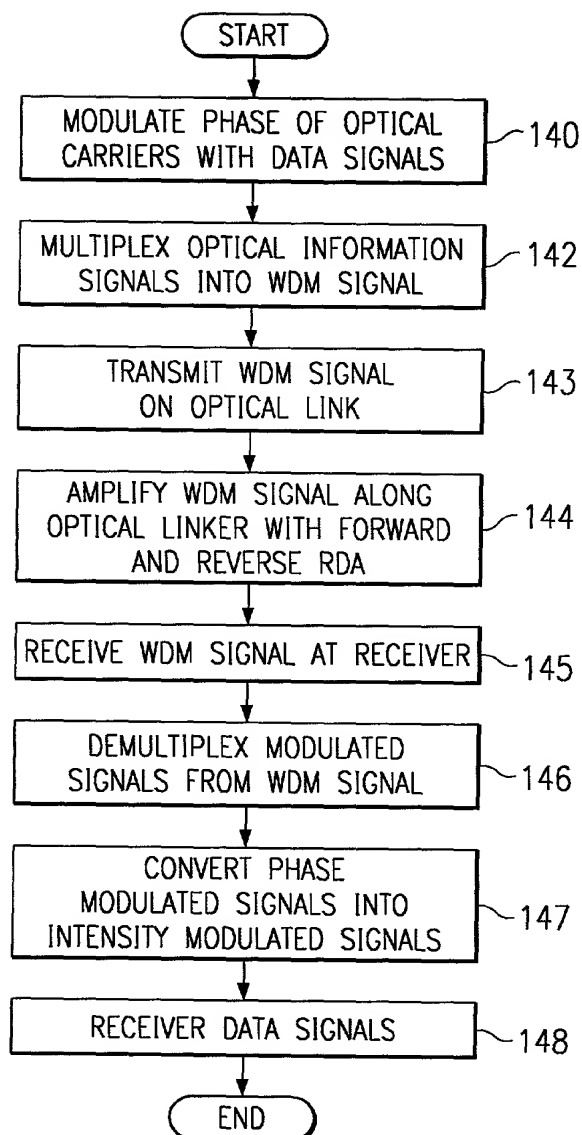 START
MODULATE PHASE OF OPTICAL
CARRIERS WITH DATA SIGNALS
140
MULTIPLEX OPTICAL INFORMATION
SIGNALS INTO WDM SIGNAL
142
TRANSMIT WDM SIGNAL
ON OPTICAL LINK
143
AMPLIFY WDM SIGNAL ALONG
OPTICAL LINKER WITH FORWARD
AND REVERSE RDA
144
RECEIVE WDM SIGNAL AT RECEIVER
145
DEMULTIPLEX MODULATED
SIGNALS FROM WDM SIGNAL
146
CONVERT PHASE
MODULATED SIGNALS INTO
INTENSITY MODULATED SIGNALS
147
RECEIVER DATA SIGNALS
148
END